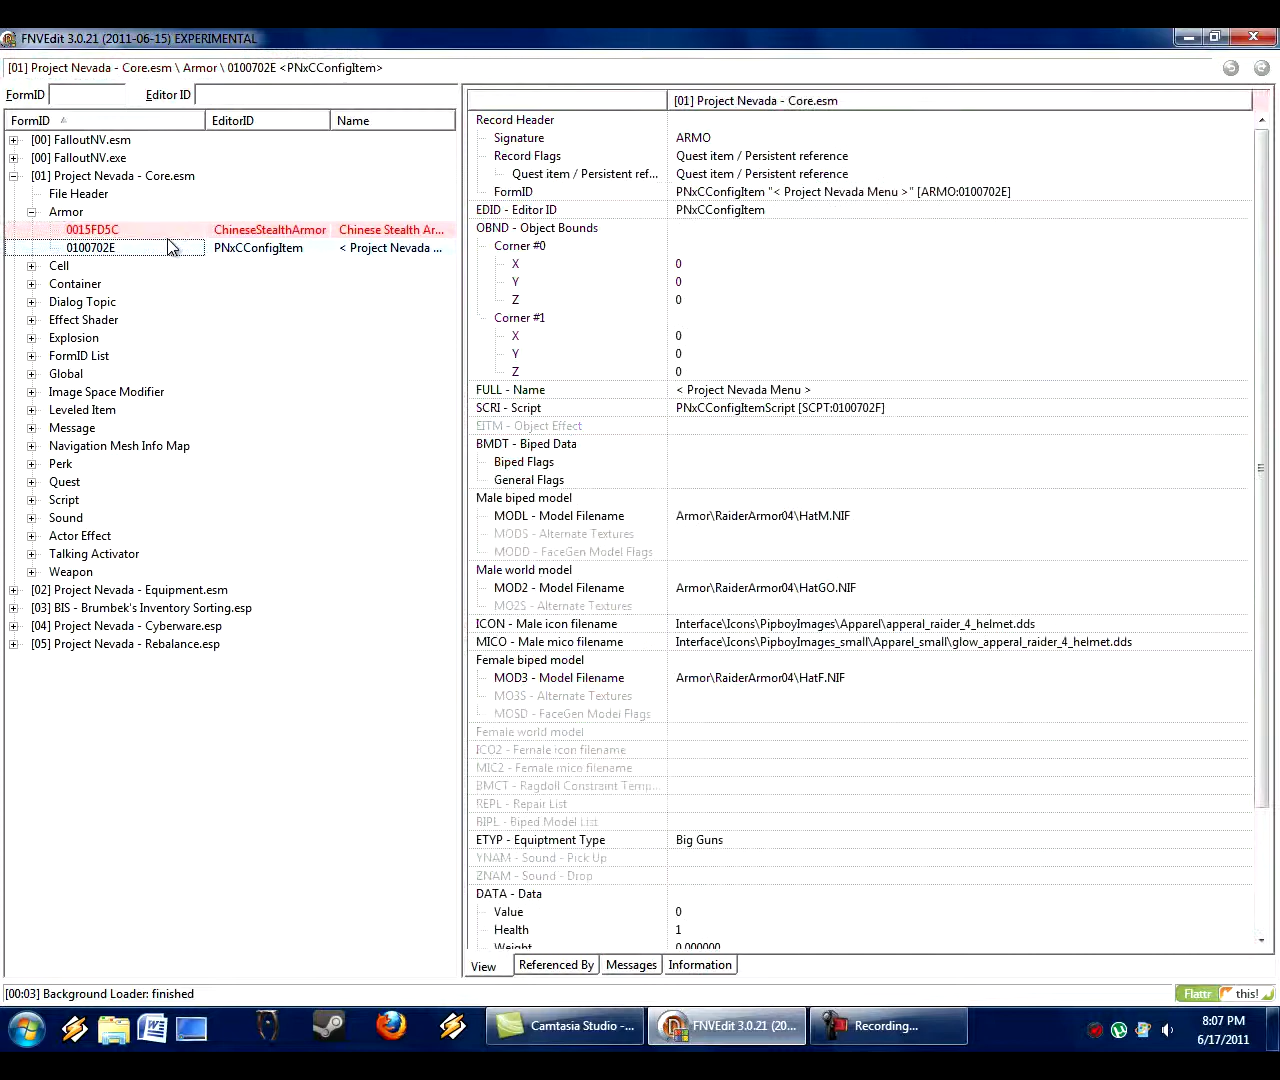 FNVEdit 3.0.21 (2011-06-15) EXPERIMENTAL
[01] Project Nevada - Core.esm \ Armor \ 0100702E <PNxCConfigItem>
FormID
Editor ID
FormID EditorID Name
[00] FalloutNV.esm
[00] FalloutNV.exe
[01] Project Nevada - Core.esm
File Header
Armor
0015FD5C ChineseStealthArmor Chinese Stealth Ar...
0100702E PNxCConfigItem < Project Nevada ...
Cell
Container
Dialog Topic
Effect Shader
Explosion
FormID List
Global
Image Space Modifier
Leveled Item
Message
Navigation Mesh Info Map
Perk
Quest
Script
Sound
Actor Effect
Talking Activator
Weapon
[02] Project Nevada - Equipment.esm
[03] BIS - Brumbek's Inventory Sorting.esp
[04] Project Nevada - Cyberware.esp
[05] Project Nevada - Rebalance.esp
[01] Project Nevada - Core.esm
Record Header
Signature ARMO
Record Flags Quest item / Persistent reference
Quest item / Persistent ref... Quest item / Persistent reference
FormID PNxCConfigItem "< Project Nevada Menu >" [ARMO:0100702E]
EDID - Editor ID PNxCConfigItem
OBND - Object Bounds
Corner #0
X 0
Y 0
Z 0
Corner #1
X 0
Y 0
Z 0
FULL - Name < Project Nevada Menu >
SCRI - Script PNxCConfigItemScript [SCPT:0100702F]
EITM - Object Effect
BMDT - Biped Data
Biped Flags
General Flags
Male biped model
MODL - Model Filename Armor\RaiderArmor04\HatM.NIF
MODS - Alternate Textures
MODD - FaceGen Model Flags
Male world model
MOD2 - Model Filename Armor\RaiderArmor04\HatGO.NIF
MO2S - Alternate Textures
ICON - Male icon filename Interface\Icons\PipboyImages\Apparel\apperal_raider_4_helmet.dds
MICO - Male mico filename Interface\Icons\PipboyImages_small\Apparel_small\glow_apperal_raider_4_helmet.dds
Female biped model
MOD3 - Model Filename Armor\RaiderArmor04\HatF.NIF
MO3S - Alternate Textures
MOSD - FaceGen Model Flags
Female world model
ICO2 - Female icon filename
MIC2 - Female mico filename
BMCT - Ragdoll Constraint Temp...
REPL - Repair List
BIPL - Biped Model List
ETYP - Equiptment Type Big Guns
YNAM - Sound - Pick Up
ZNAM - Sound - Drop
DATA - Data
Value 0
Health 1
Weight 0.000000
View Referenced By Messages Information
[00:03] Background Loader: finished
Flattr this!
Camtasia Studio -...
FNVEdit 3.0.21 (20...
Recording...
8:07 PM
6/17/2011